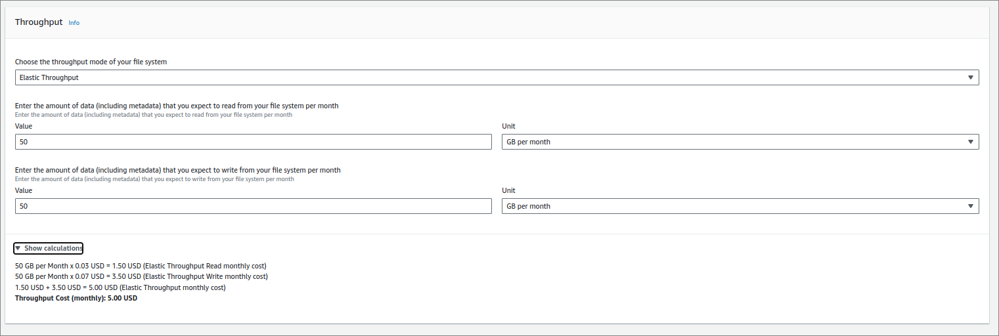 Throughput Info
Choose the throughput mode of your file system
Elastic Throughput
Enter the amount of data (including metadata) that you expect to read from your file system per month
Enter the amount of data (including metadata) that you expect to read from your file system per month
Value Unit
50 GB per month
Enter the amount of data (including metadata) that you expect to write from your file system per month
Enter the amount of data (including metadata) that you expect to write from your file system per month
Value Unit
50 GB per month
Show calculations
50 GB per Month x 0.03 USD = 1.50 USD (Elastic Throughput Read monthly cost)
50 GB per Month x 0.07 USD = 3.50 USD (Elastic Throughput Write monthly cost)
1.50 USD + 3.50 USD = 5.00 USD (Elastic Throughput monthly cost)
Throughput Cost (monthly): 5.00 USD